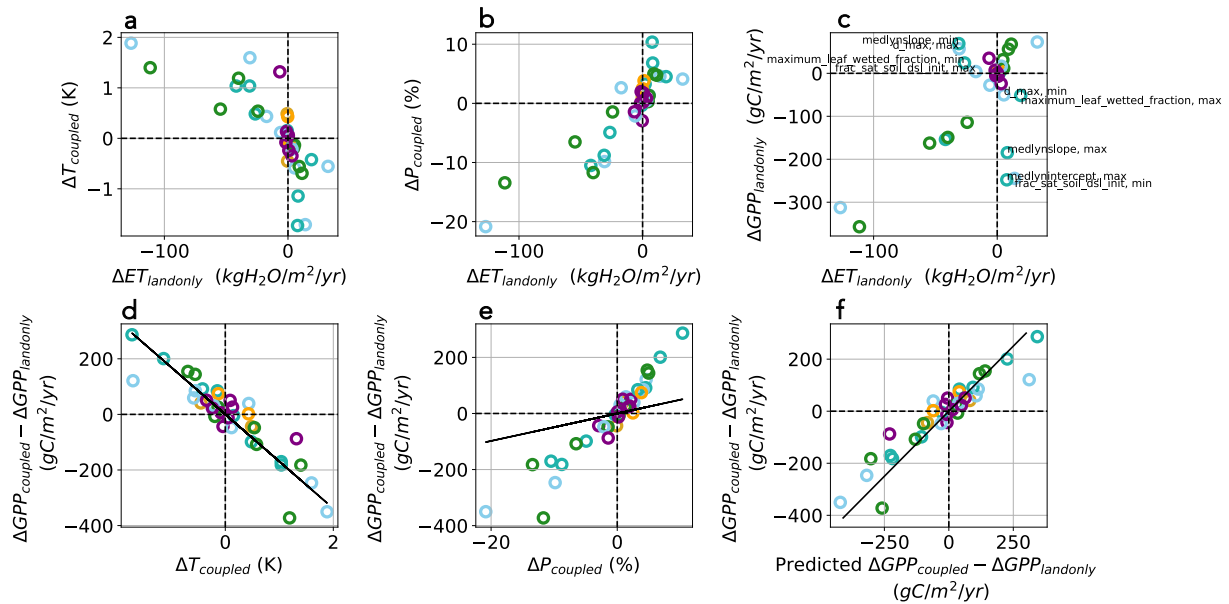 a
b
c
2
1
0
−1
ΔT_coupled (K)
−100
0
ΔET_landonly (kgH₂O/m²/yr)
10
0
−10
−20
ΔP_coupled (%)
−100
0
ΔET_landonly (kgH₂O/m²/yr)
0
−100
−200
−300
ΔGPP_landonly (gC/m²/yr)
medlynslope, min
d_max, max
maximum_leaf_wetted_fraction, min
frac_sat_soil_dsl_init, max
d_max, min
maximum_leaf_wetted_fraction, max
medlynslope, max
medlynintercept, max
frac_sat_soil_dsl_init, min
−100
0
ΔET_landonly (kgH₂O/m²/yr)
d
e
f
ΔGPP_coupled − ΔGPP_landonly
(gC/m²/yr)
200
0
−200
−400
0
2
ΔT_coupled (K)
ΔGPP_coupled − ΔGPP_landonly
(gC/m²/yr)
200
0
−200
−400
−20
0
ΔP_coupled (%)
ΔGPP_coupled − ΔGPP_landonly
(gC/m²/yr)
200
0
−200
−400
−250
0
250
Predicted ΔGPP_coupled − ΔGPP_landonly
(gC/m²/yr)